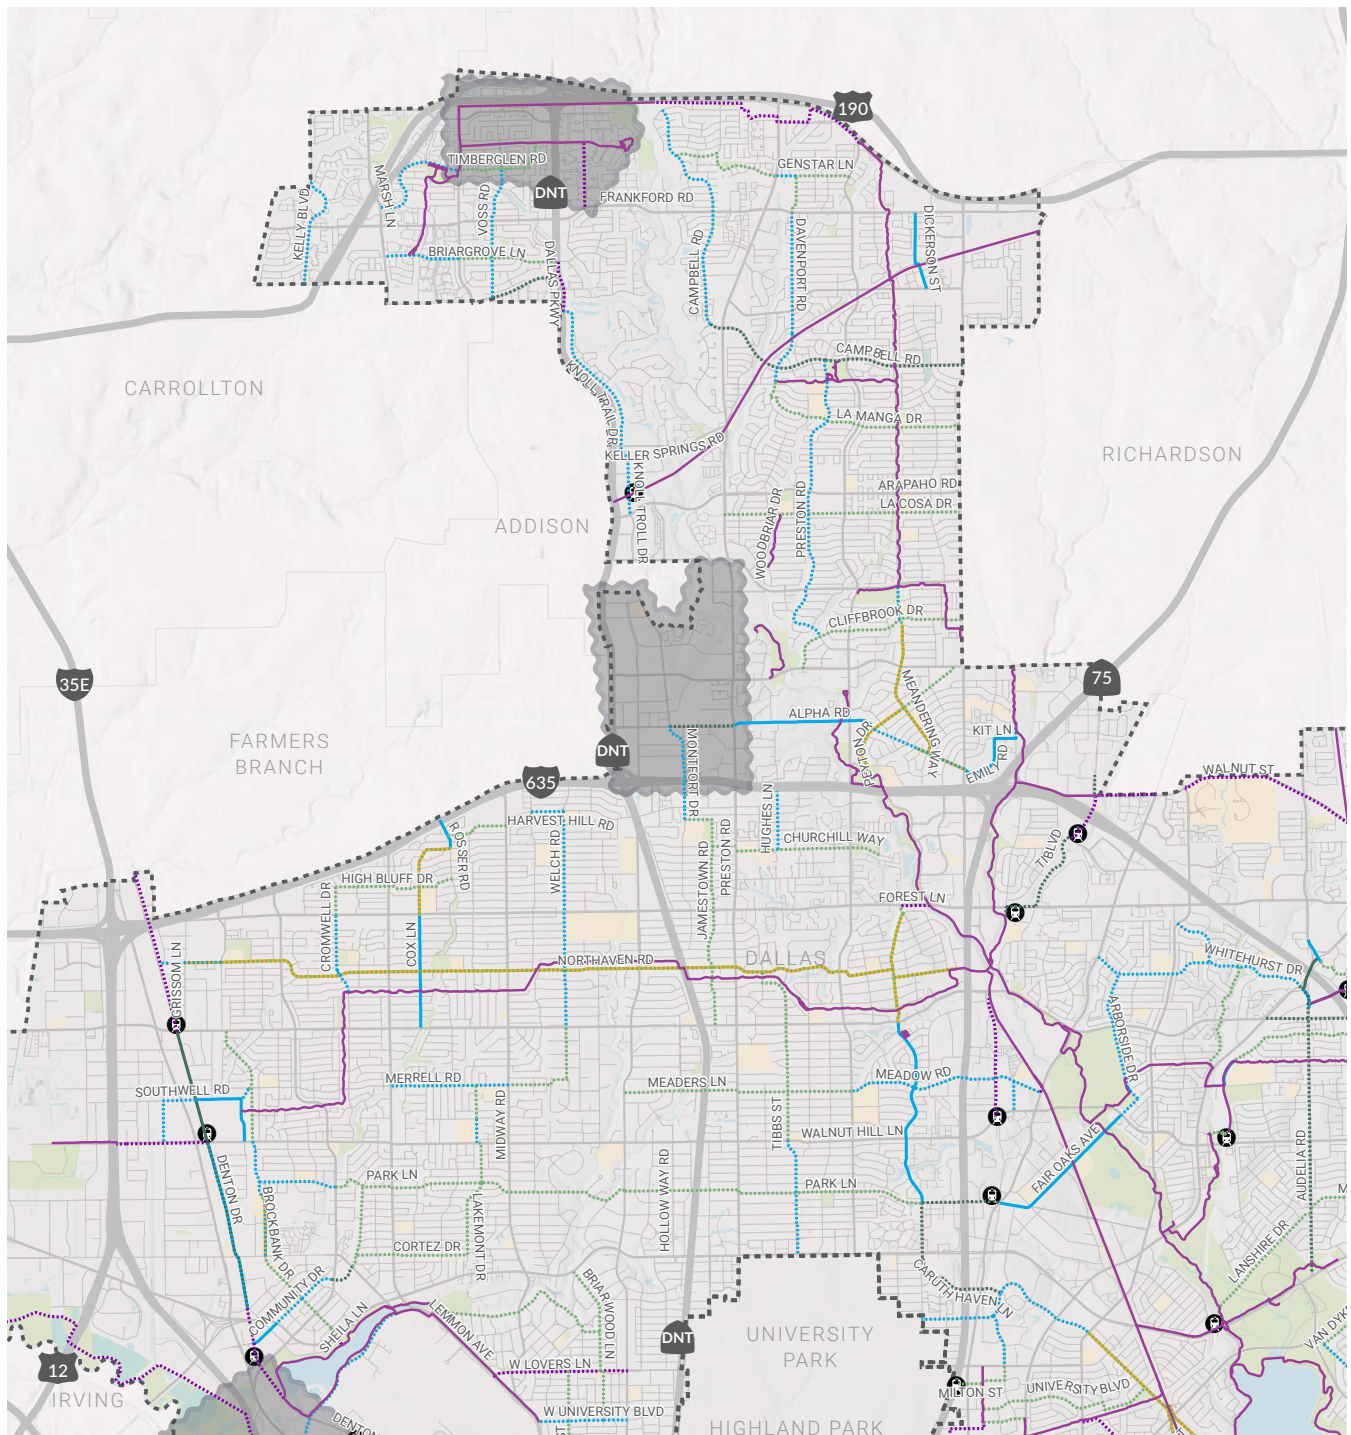 190
TIMBERGLEN RD
GENSTAR LN
DNT
FRANKFORD RD
KELLY BLVD
MARSH LN
VOSS RD
DICKERSON ST
BRIARGROVE LN
DALLAS PKWY
CAMPBELL RD
DAVENPORT RD
CAMPBELL RD
CARROLLTON
KNOLL TRAIL DR
LA MANGA DR
KELLER SPRINGS RD
RICHARDSON
ARAPAHO RD
LA COSA DR
ADDISON
KNOLL TROLL DR
WOODBRIAR DR
PRESTON RD
CLIFFBROOK DR
35E
75
MEANDERING WAY
ALPHA RD
FARMERS
BRANCH
DNT
MONTFORT DR
PEYTON DR
KIT LN
EMILY RD
635
WALNUT ST
HARVEST HILL RD
ROSSER RD
WELCH RD
HUGHES LN
CHURCHILL WAY
TI BLVD
PRESTON RD
JAMESTOWN RD
HIGH BLUFF DR
CROMWELL DR
COX LN
FOREST LN
GRISSOM LN
NORTHAVEN RD
DALLAS
WHITEHURST DR
ARBORSIDE DR
SOUTHWELL RD
MERRELL RD
MEADERS LN
MEADOW RD
MIDWAY RD
TIBBS ST
WALNUT HILL LN
FAIR OAKS AVE
AUDELIA RD
DENTON DR
BROCKBANK DR
PARK LN
LAKEMONT DR
HOLLOW WAY RD
PARK LN
M
CORTEZ DR
LANSHIRE DR
COMMUNITY DR
SHEILA LN
LEMMON AVE
BRIARWOOD LN
CARUTH HAVEN LN
DNT
UNIVERSITY
PARK
VAN DYK
12
IRVING
W LOVERS LN
MILTON ST
UNIVERSITY BLVD
W UNIVERSITY BLVD
DENTON
ST
HIGHLAND PARK